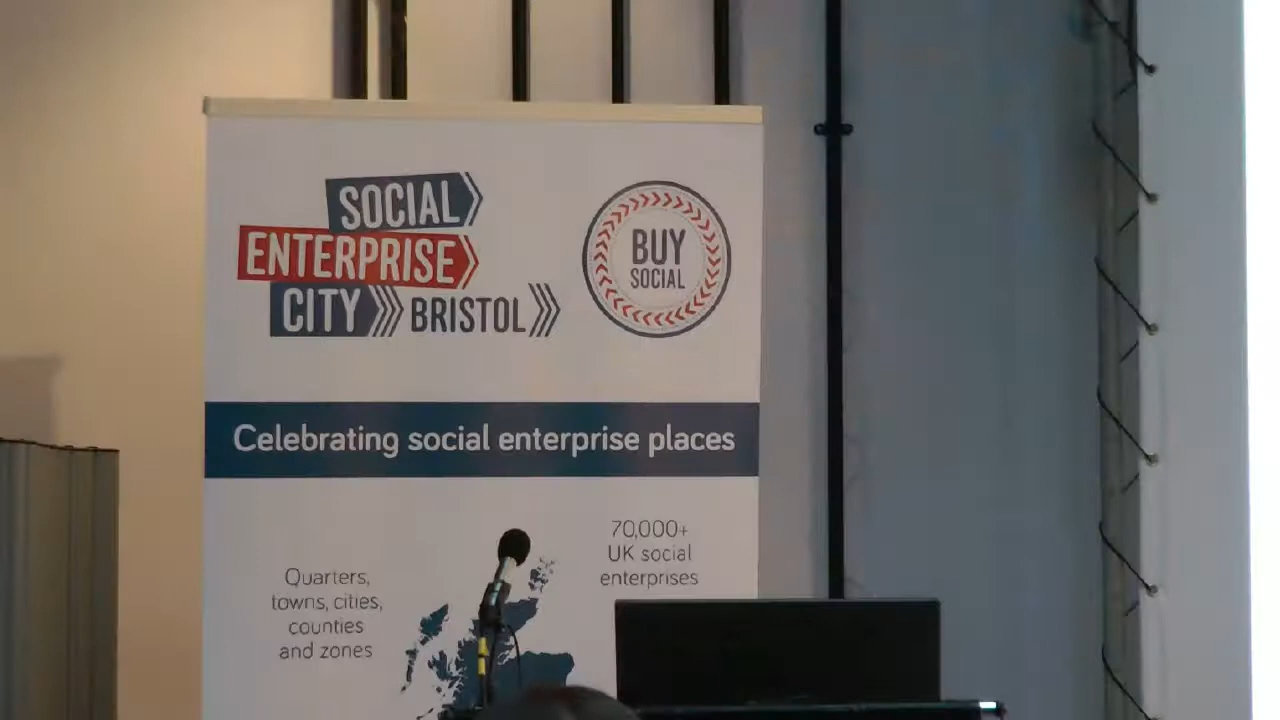 SOCIAL
ENTERPRISE
CITY BRISTOL
BUY
SOCIAL
Celebrating social enterprise places
70,000+
UK social
enterprises
Quarters,
towns, cities,
counties
and zones